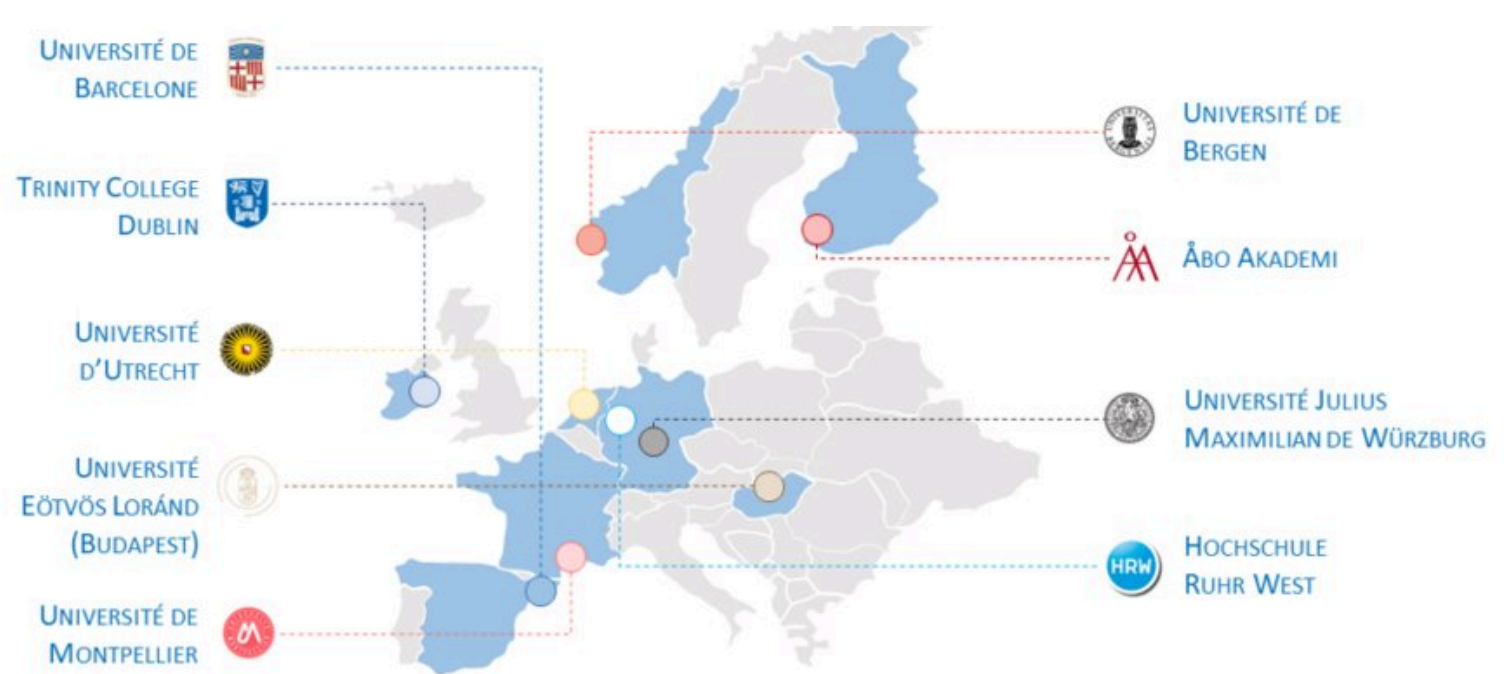 UNIVERSITÉ DE
BARCELONE
TRINITY COLLEGE
DUBLIN
UNIVERSITÉ
D'UTRECHT
UNIVERSITÉ
EÖTVÖS LORÁND
(BUDAPEST)
UNIVERSITÉ DE
MONTPELLIER
UNIVERSITÉ DE
BERGEN
ÅA
ÅBO AKADEMI
UNIVERSITÉ JULIUS
MAXIMILIAN DE WÜRZBURG
HRW
HOCHSCHULE
RUHR WEST